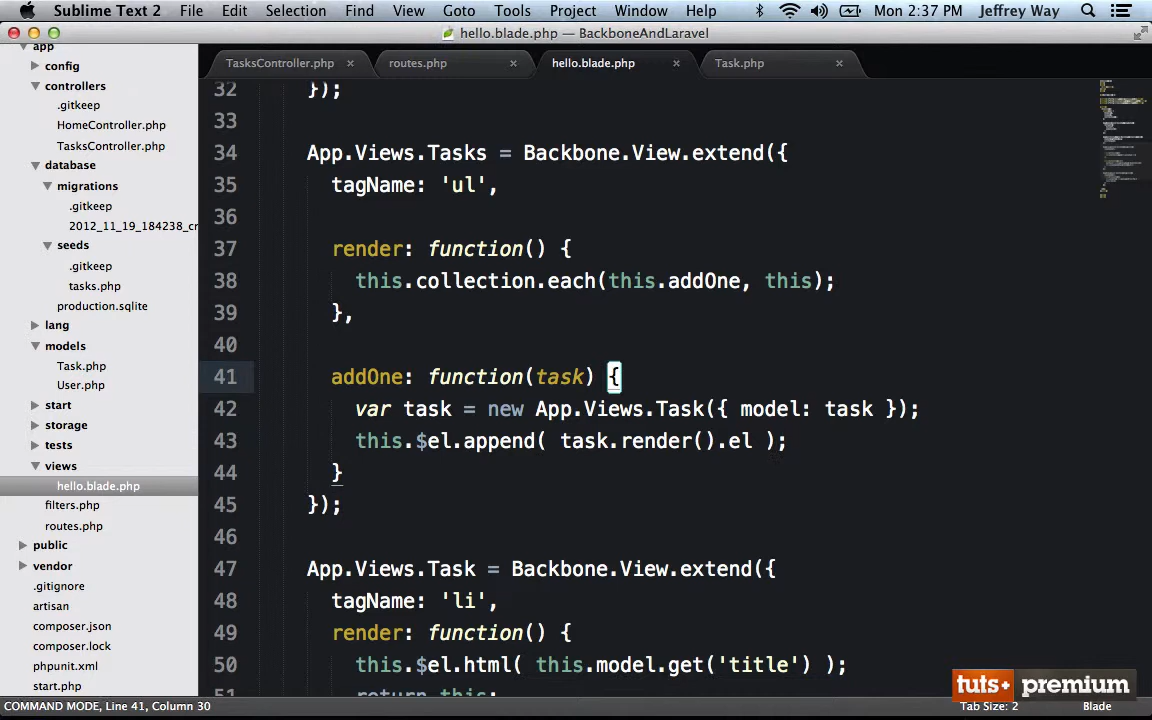 Sublime Text 2 File Edit Selection Find View Goto Tools Project Window Help Mon 2:37 PM Jeffrey Way
hello.blade.php — BackboneAndLaravel
TasksController.php × routes.php × hello.blade.php × Task.php ×
app
config
controllers
.gitkeep
HomeController.php
TasksController.php
database
migrations
.gitkeep
2012_11_19_184238_cr
seeds
.gitkeep
tasks.php
production.sqlite
lang
models
Task.php
User.php
start
storage
tests
views
hello.blade.php
filters.php
routes.php
public
vendor
.gitignore
artisan
composer.json
composer.lock
phpunit.xml
start.php
32 });
33
34 App.Views.Tasks = Backbone.View.extend({
35 tagName: 'ul',
36
37 render: function() {
38 this.collection.each(this.addOne, this);
39 },
40
41 addOne: function(task) {
42 var task = new App.Views.Task({ model: task });
43 this.$el.append( task.render().el );
44 }
45 });
46
47 App.Views.Task = Backbone.View.extend({
48 tagName: 'li',
49 render: function() {
50 this.$el.html( this.model.get('title') );
51 return this;
tuts+ premium
COMMAND MODE, Line 41, Column 30 Tab Size: 2 Blade